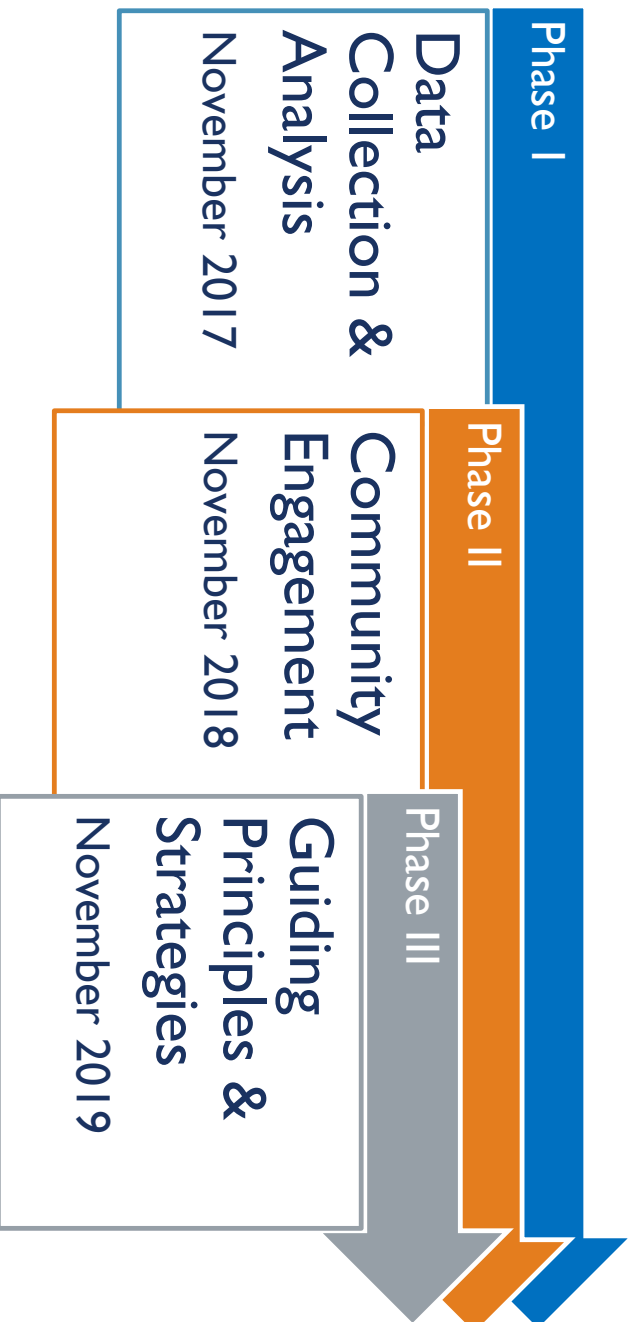 Phase I
Data
Collection &
Analysis
November 2017
Phase II
Community
Engagement
November 2018
Phase III
Guiding
Principles &
Strategies
November 2019